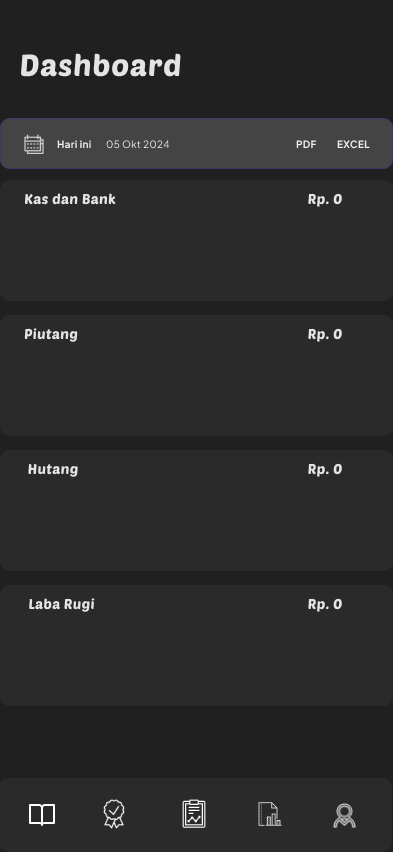 Dashboard
Hari ini 05 Okt 2024 PDF EXCEL
Kas dan Bank Rp. 0
Piutang Rp. 0
Hutang Rp. 0
Laba Rugi Rp. 0